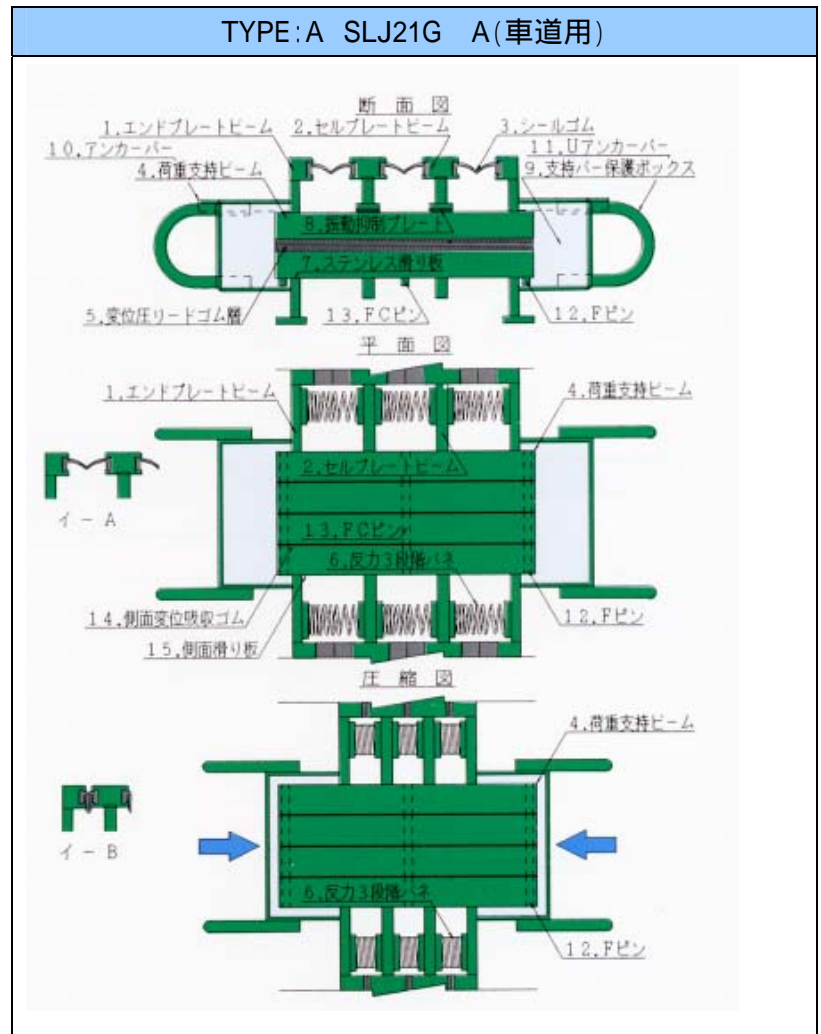 TYPE:A SLJ21G A(車道用)
断面図
1.エンドプレートビーム 2.セルプレートビーム 3.シールゴム
10.アンカーバー 11.Uアンカーバー
4.荷重支持ビーム 9.支持バー保護ボックス
8.振動抑制プレート
7.ステンレス滑り板
5.変位圧リードゴム層 13.FCピン 12.Fピン
平面図
1.エンドプレートビーム 4.荷重支持ビーム
2.セルプレートビーム
イ-A
13.FCピン
6.反力3段階バネ
14.側面変位吸収ゴム 12.Fピン
15.側面滑り板
圧縮図
4.荷重支持ビーム
イ-B
6.反力3段階バネ
12.Fピン